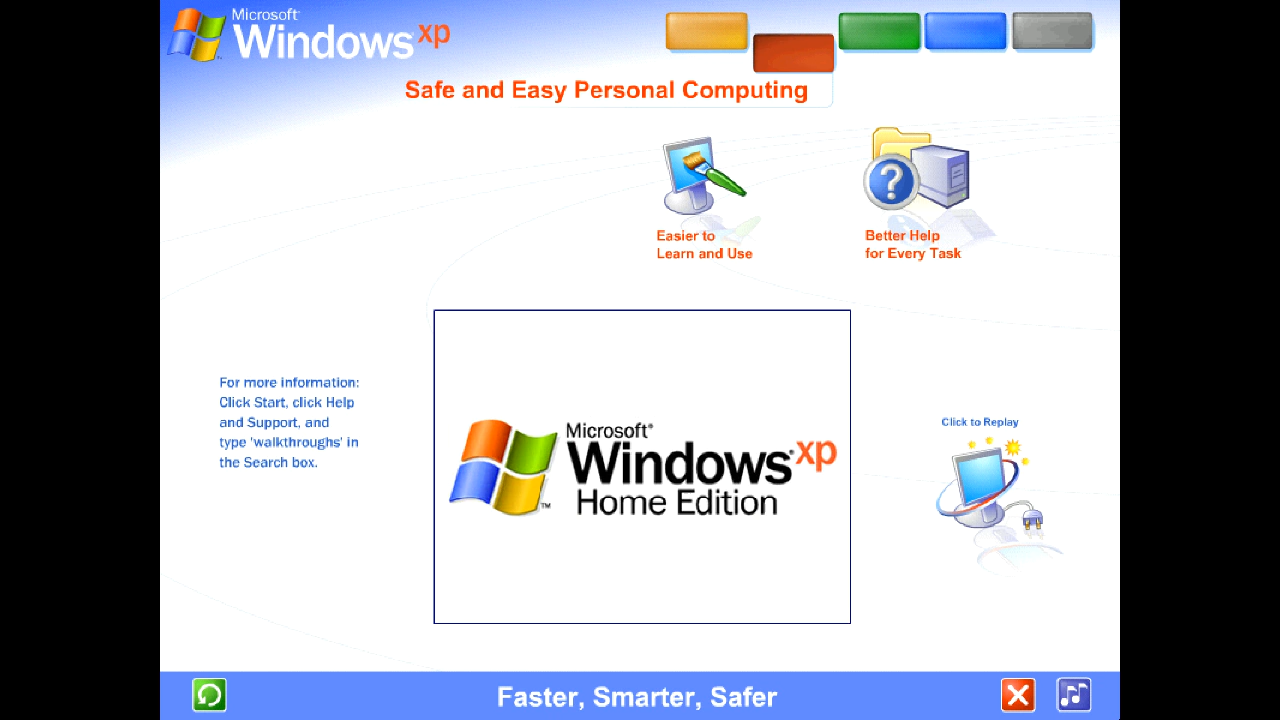 Microsoft®
Windows xp
Safe and Easy Personal Computing
Easier to
Learn and Use
Better Help
for Every Task
For more information:
Click Start, click Help
and Support, and
type 'walkthroughs' in
the Search box.
Microsoft®
Windows® xp
Home Edition
™
Click to Replay
Faster, Smarter, Safer